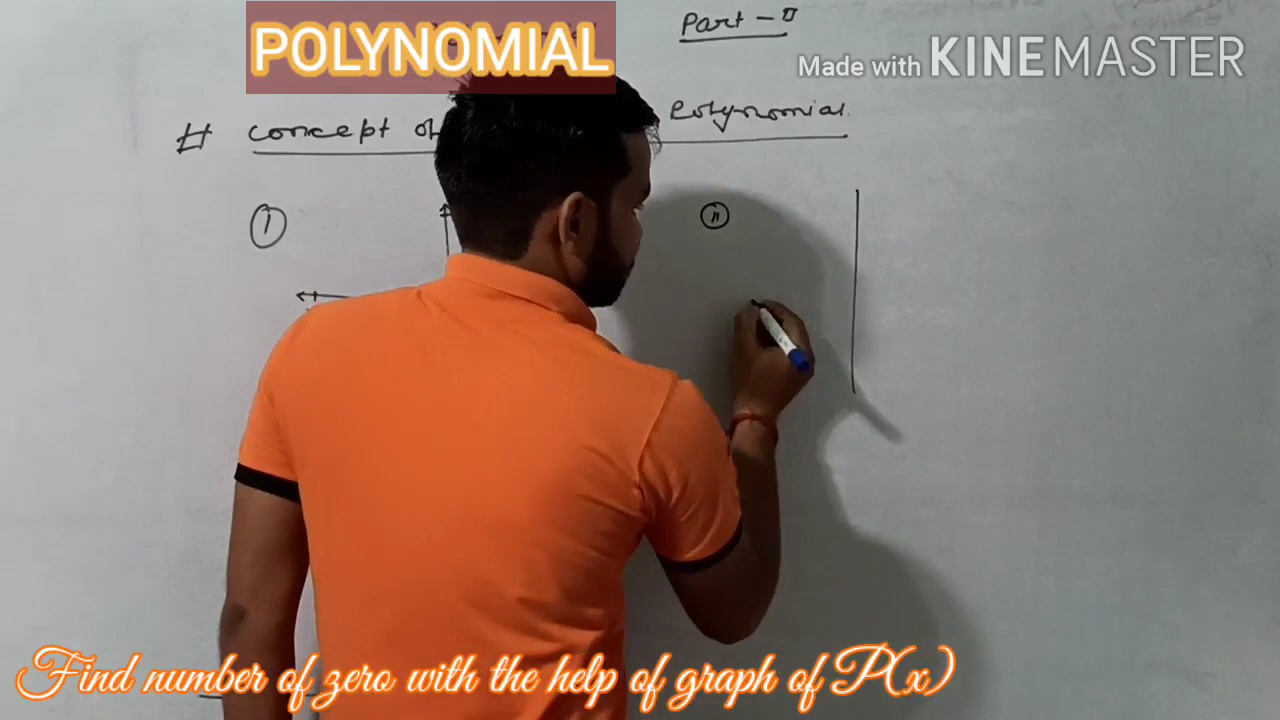 POLYNOMIAL
Part - II
Made with KINEMASTER
# concept of Polynomial
I
II
Find number of zero with the help of graph of P(x)